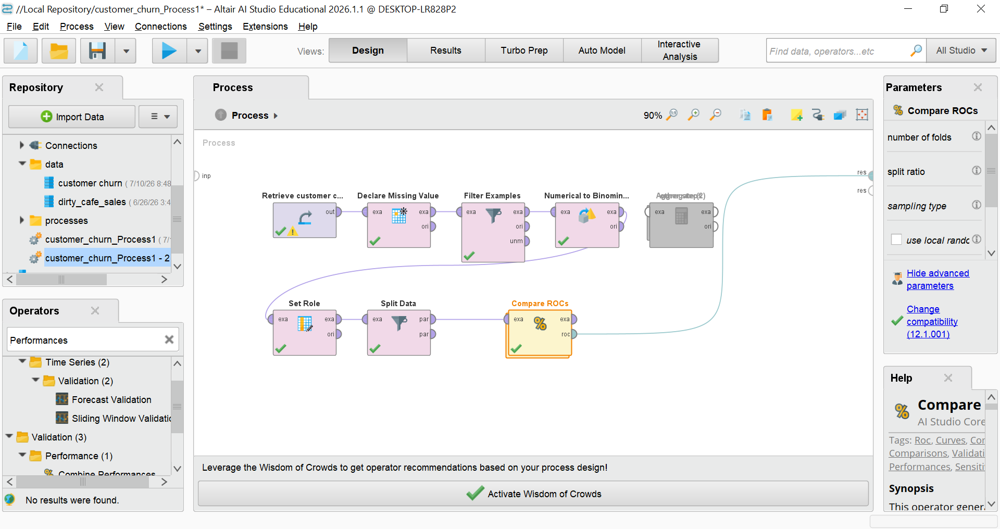 //Local Repository/customer_churn_Process1* – Altair AI Studio Educational 2026.1.1 @ DESKTOP-LR828P2
File Edit Process View Connections Settings Extensions Help
Views: Design Results Turbo Prep Auto Model Interactive Analysis
Find data, operators...etc All Studio
Repository
Import Data
Connections
data
customer churn ( 7/10/26 8:48
dirty_cafe_sales ( 6/26/26 3:4
processes
customer_churn_Process1 ( 7/
customer_churn_Process1 - 2
Operators
Performances
Time Series (2)
Validation (2)
Forecast Validation
Sliding Window Validatio
Validation (3)
Performance (1)
Combine Performances
No results were found.
Process
Process
90%
Process
inp
res
res
Retrieve customer c...
out
Declare Missing Value
exa exa
ori
Filter Examples
exa exa
ori
unm
Numerical to Binomin...
exa exa
ori
(2)
exa exa
ori
Set Role
exa exa
ori
Split Data
exa par
par
Compare ROCs
exa exa
roc
Leverage the Wisdom of Crowds to get operator recommendations based on your process design!
Activate Wisdom of Crowds
Parameters
Compare ROCs
number of folds
split ratio
sampling type
use local rando
Hide advanced
parameters
Change
compatibility
(12.1.001)
Help
Compare
AI Studio Core
Tags: Roc, Curves, Cor
Comparisons, Validati
Performances, Sensiti
Synopsis
This operator genera